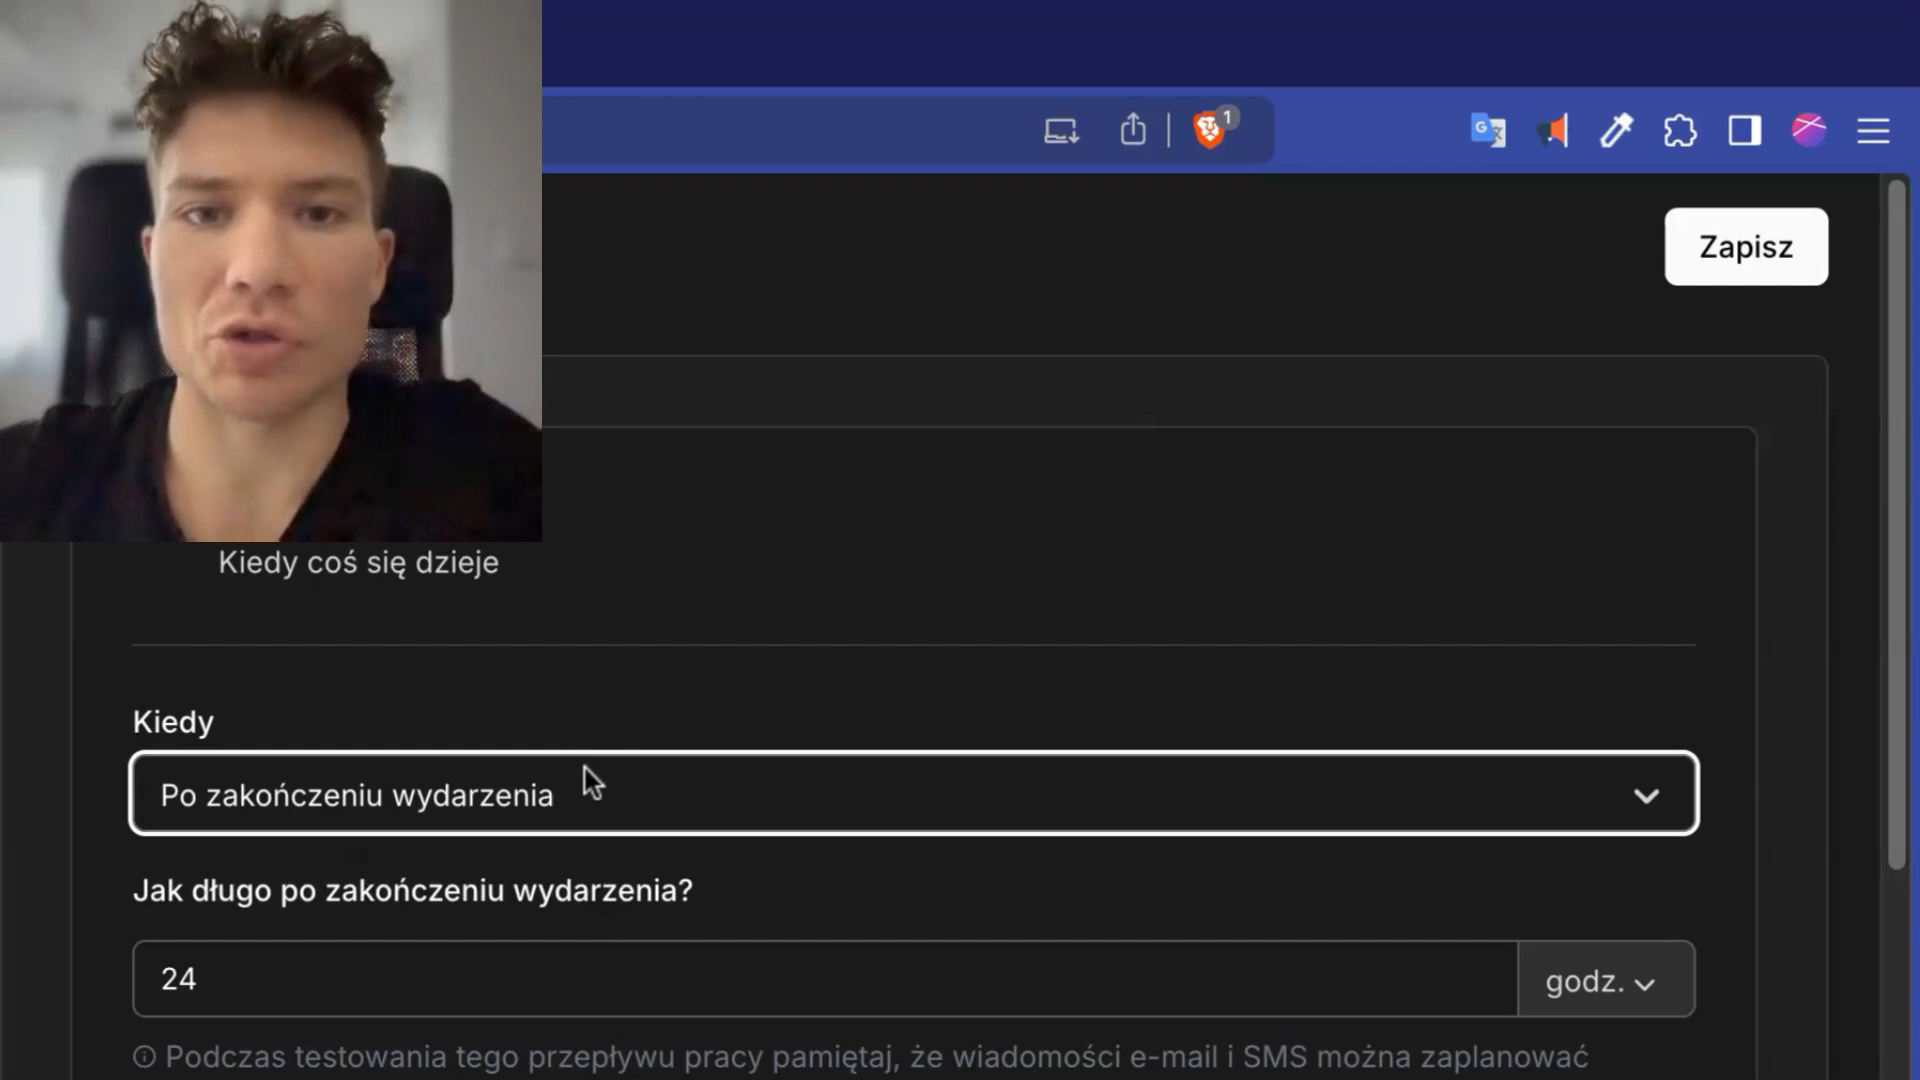 1
Zapisz
Kiedy coś się dzieje
Kiedy
Po zakończeniu wydarzenia
Jak długo po zakończeniu wydarzenia?
24
godz.
Podczas testowania tego przepływu pracy pamiętaj, że wiadomości e-mail i SMS można zaplanować